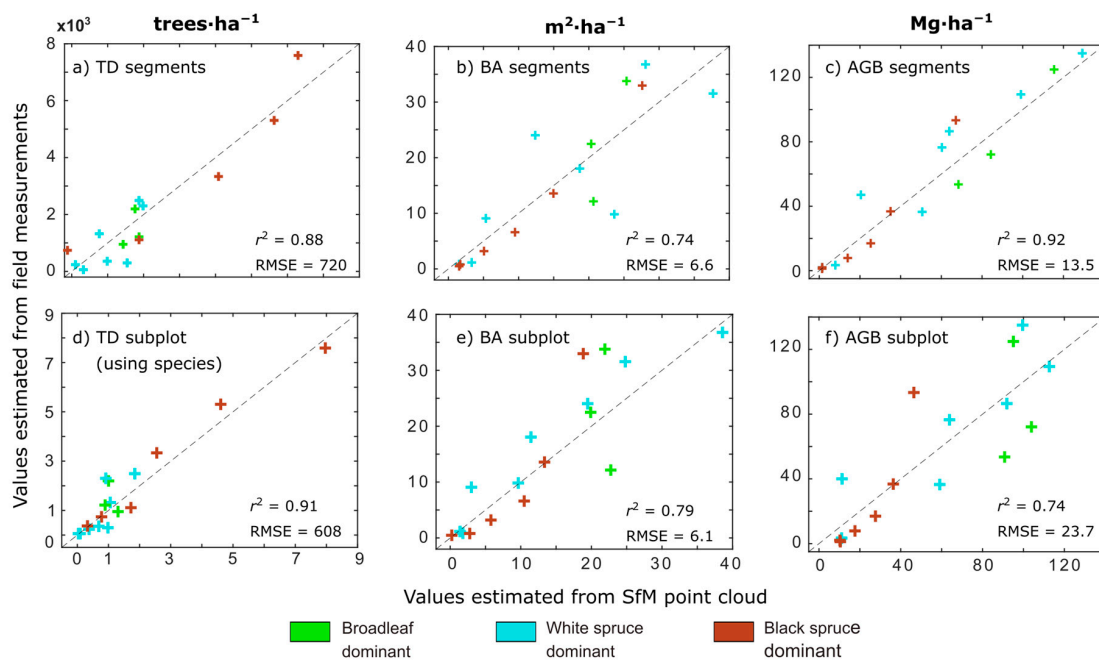 trees·ha⁻¹
m²·ha⁻¹
Mg·ha⁻¹
x10³
Values estimated from field measurements
a) TD segments
8
6
4
2
0
r² = 0.88
RMSE = 720
b) BA segments
40
30
20
10
0
r² = 0.74
RMSE = 6.6
c) AGB segments
120
80
40
0
r² = 0.92
RMSE = 13.5
d) TD subplot
(using species)
9
7
5
3
1
0
r² = 0.91
RMSE = 608
0 1 3 5 7 9
e) BA subplot
40
30
20
10
0
r² = 0.79
RMSE = 6.1
0 10 20 30 40
f) AGB subplot
120
80
40
0
r² = 0.74
RMSE = 23.7
0 40 80 120
Values estimated from SfM point cloud
Broadleaf
dominant
White spruce
dominant
Black spruce
dominant